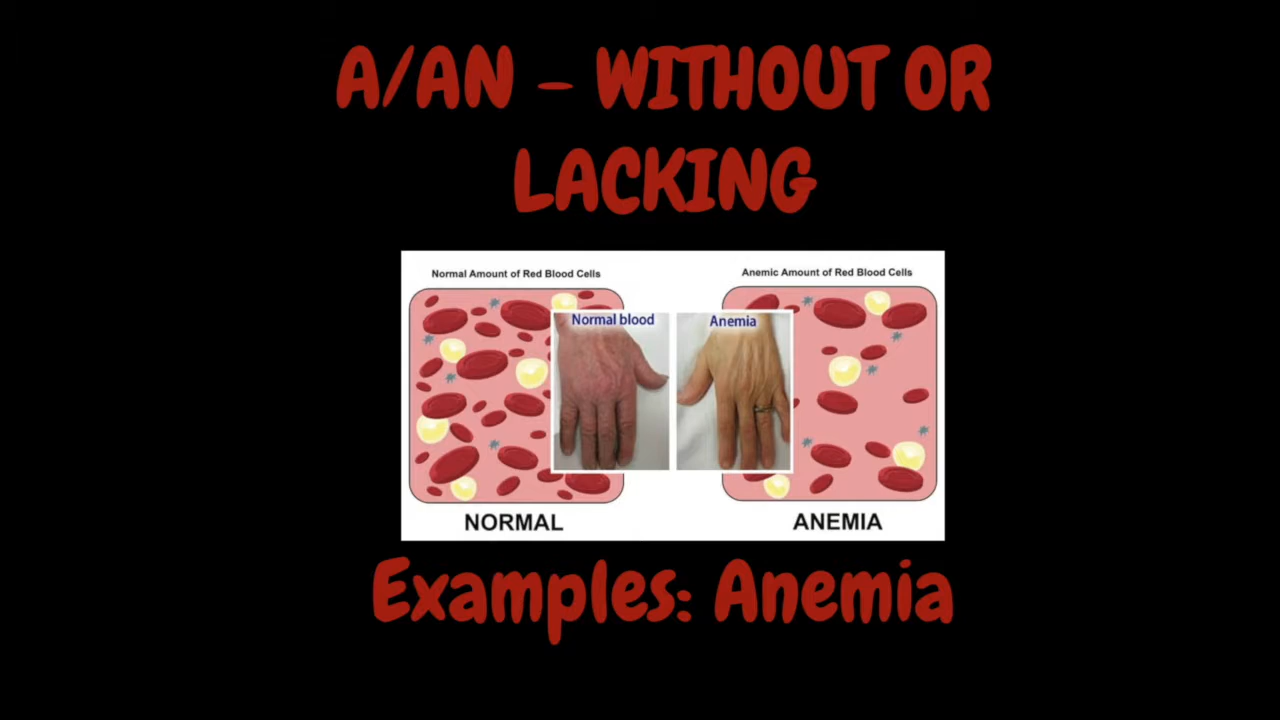 A/AN - WITHOUT OR
LACKING
Normal Amount of Red Blood Cells
Anemic Amount of Red Blood Cells
Normal blood
Anemia
NORMAL
ANEMIA
Examples: Anemia